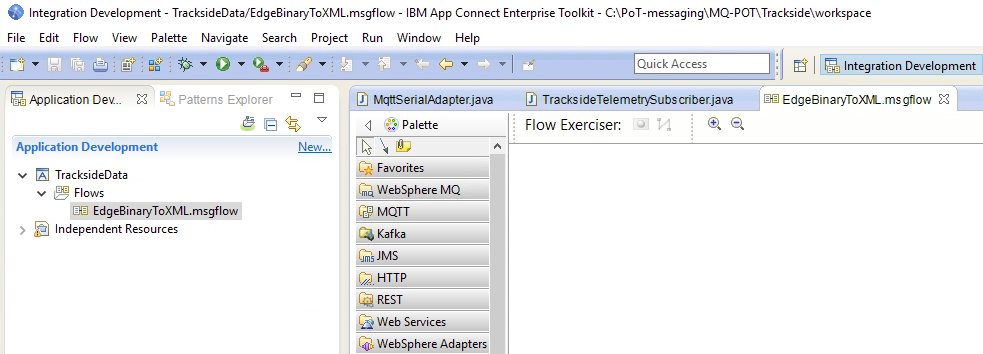 Integration Development - TracksideData/EdgeBinaryToXML.msgflow - IBM App Connect Enterprise Toolkit - C:\PoT-messaging\MQ-POT\Trackside\workspace
File Edit Flow Palette Navigate Search Project Run Window Help
Quick Access
Integration Development
Application Dev...
Patterns Explorer
Application Development New...
TracksideData
Flows
EdgeBinaryToXML.msgflow
Independent Resources
MqttSerialAdapter.java
TracksideTelemetrySubscriber.java
EdgeBinaryToXML.msgflow
Palette
Favorites
WebSphere MQ
MQTT
Kafka
JMS
HTTP
REST
Web Services
WebSphere Adapters
Flow Exerciser: